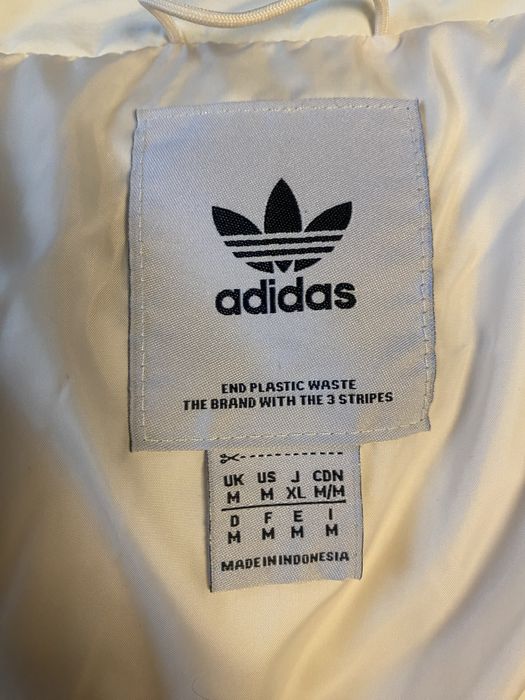 adidas
END PLASTIC WASTE
THE BRAND WITH THE 3 STRIPES
UK US J CDN
M M XL M/M
D F E I
M M M M
MADE IN INDONESIA